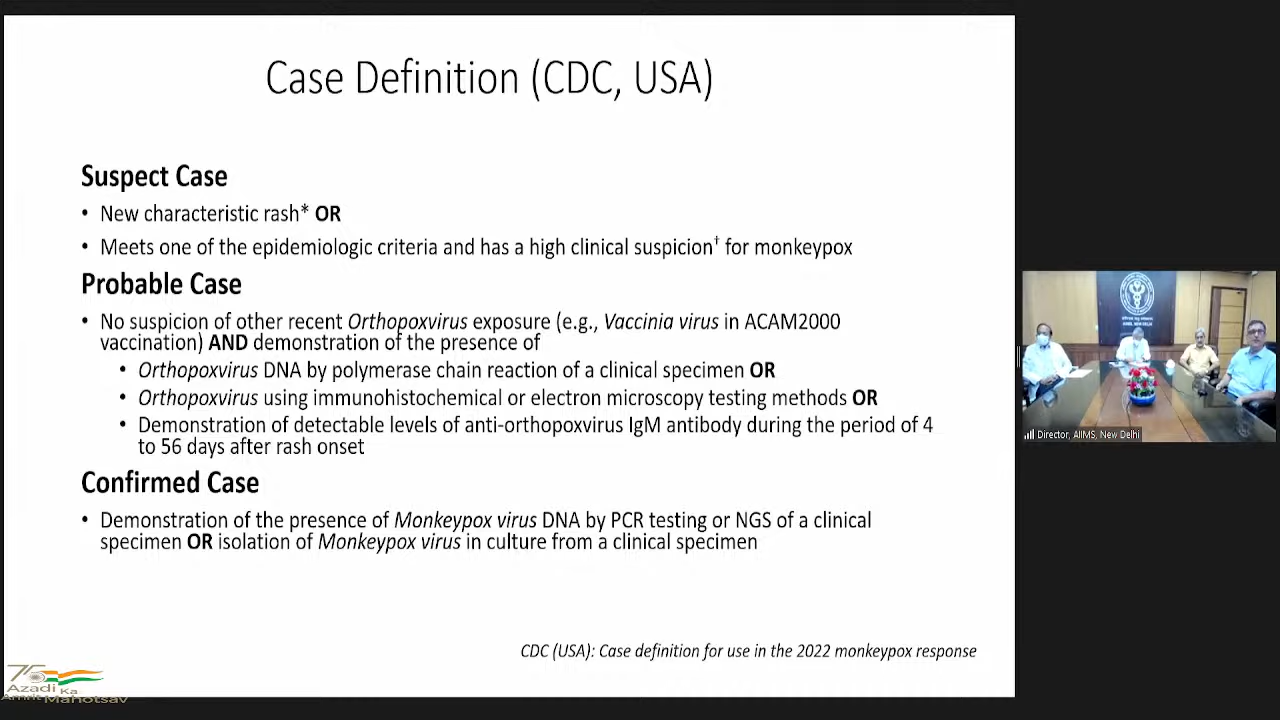 Case Definition (CDC, USA)
Suspect Case
• New characteristic rash* OR
• Meets one of the epidemiologic criteria and has a high clinical suspicion† for monkeypox
Probable Case
• No suspicion of other recent Orthopoxvirus exposure (e.g., Vaccinia virus in ACAM2000
vaccination) AND demonstration of the presence of
• Orthopoxvirus DNA by polymerase chain reaction of a clinical specimen OR
• Orthopoxvirus using immunohistochemical or electron microscopy testing methods OR
• Demonstration of detectable levels of anti-orthopoxvirus IgM antibody during the period of 4
to 56 days after rash onset
Confirmed Case
• Demonstration of the presence of Monkeypox virus DNA by PCR testing or NGS of a clinical
specimen OR isolation of Monkeypox virus in culture from a clinical specimen
CDC (USA): Case definition for use in the 2022 monkeypox response
75
Azadi Ka
Amrit Mahotsav
Director, AIIMS, New Delhi